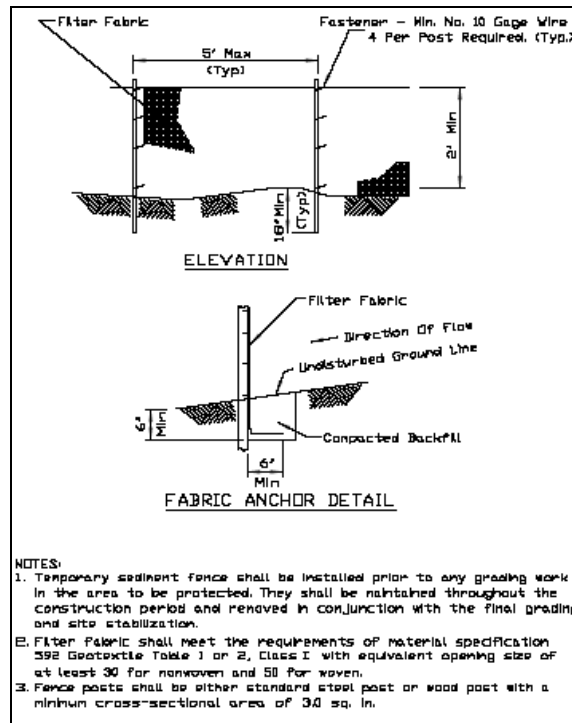 Filter Fabric
Fastener - Min. No. 10 Gage Wire
4 Per Post Required. (Typ.)
5' Max
(Typ)
2' Min
18" Min
(Typ)
ELEVATION
Filter Fabric
Direction Of Flow
Undisturbed Ground Line
6"
Min
Compacted Backfill
6"
Min
FABRIC ANCHOR DETAIL
NOTES:
1. Temporary sediment fence shall be installed prior to any grading work
in the area to be protected. They shall be maintained throughout the
construction period and removed in conjunction with the final grading
and site stabilization.
2. Filter fabric shall meet the requirements of material specification
592 Geotextile Table 1 or 2, Class I with equivalent opening size of
at least 30 for nonwoven and 50 for woven.
3. Fence posts shall be either standard steel post or wood post with a
minimum cross-sectional area of 3.0 sq. in.